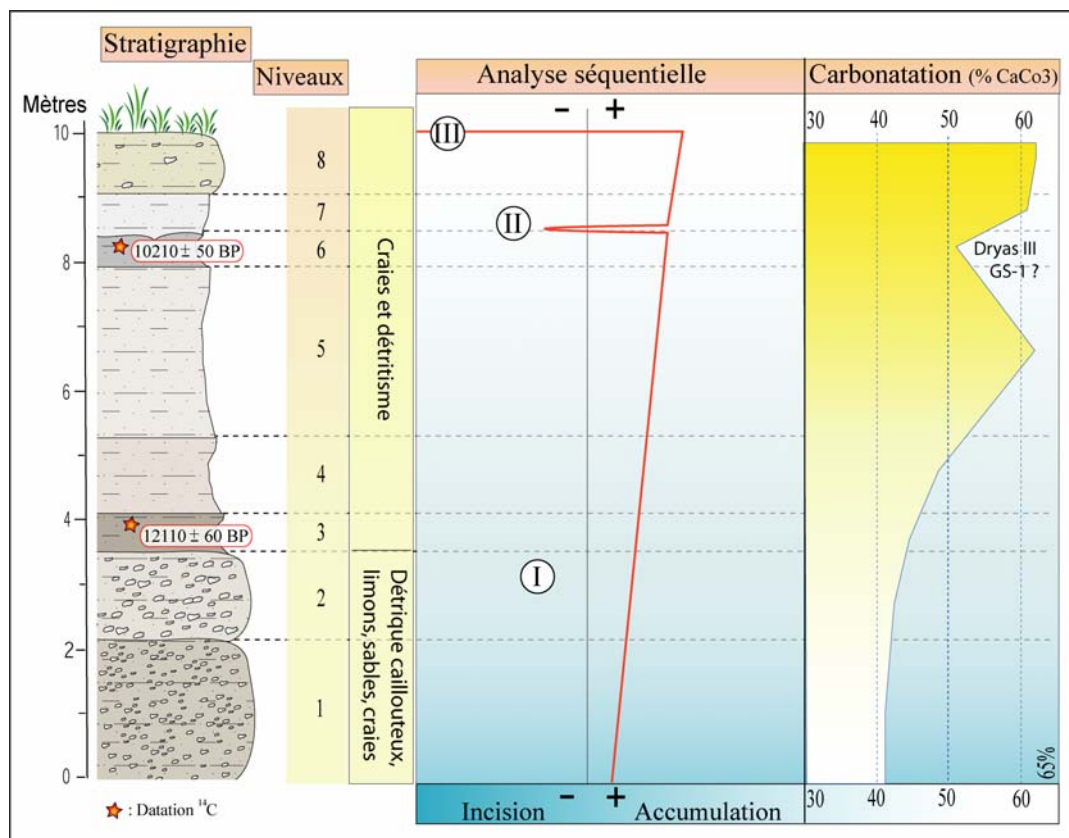 Stratigraphie
Niveaux
Analyse séquentielle
Carbonatation (% CaCo3)
Mètres
- +
30 40 50 60
10
8
6
4
2
0
8
7
6
5
4
3
2
1
10210 ± 50 BP
12110 ± 60 BP
Craies et détritisme
Détrique caillouteux,
limons, sables, craies
III
II
I
Dryas III
GS-1 ?
65%
: Datation 14C
Incision - + Accumulation
30 40 50 60